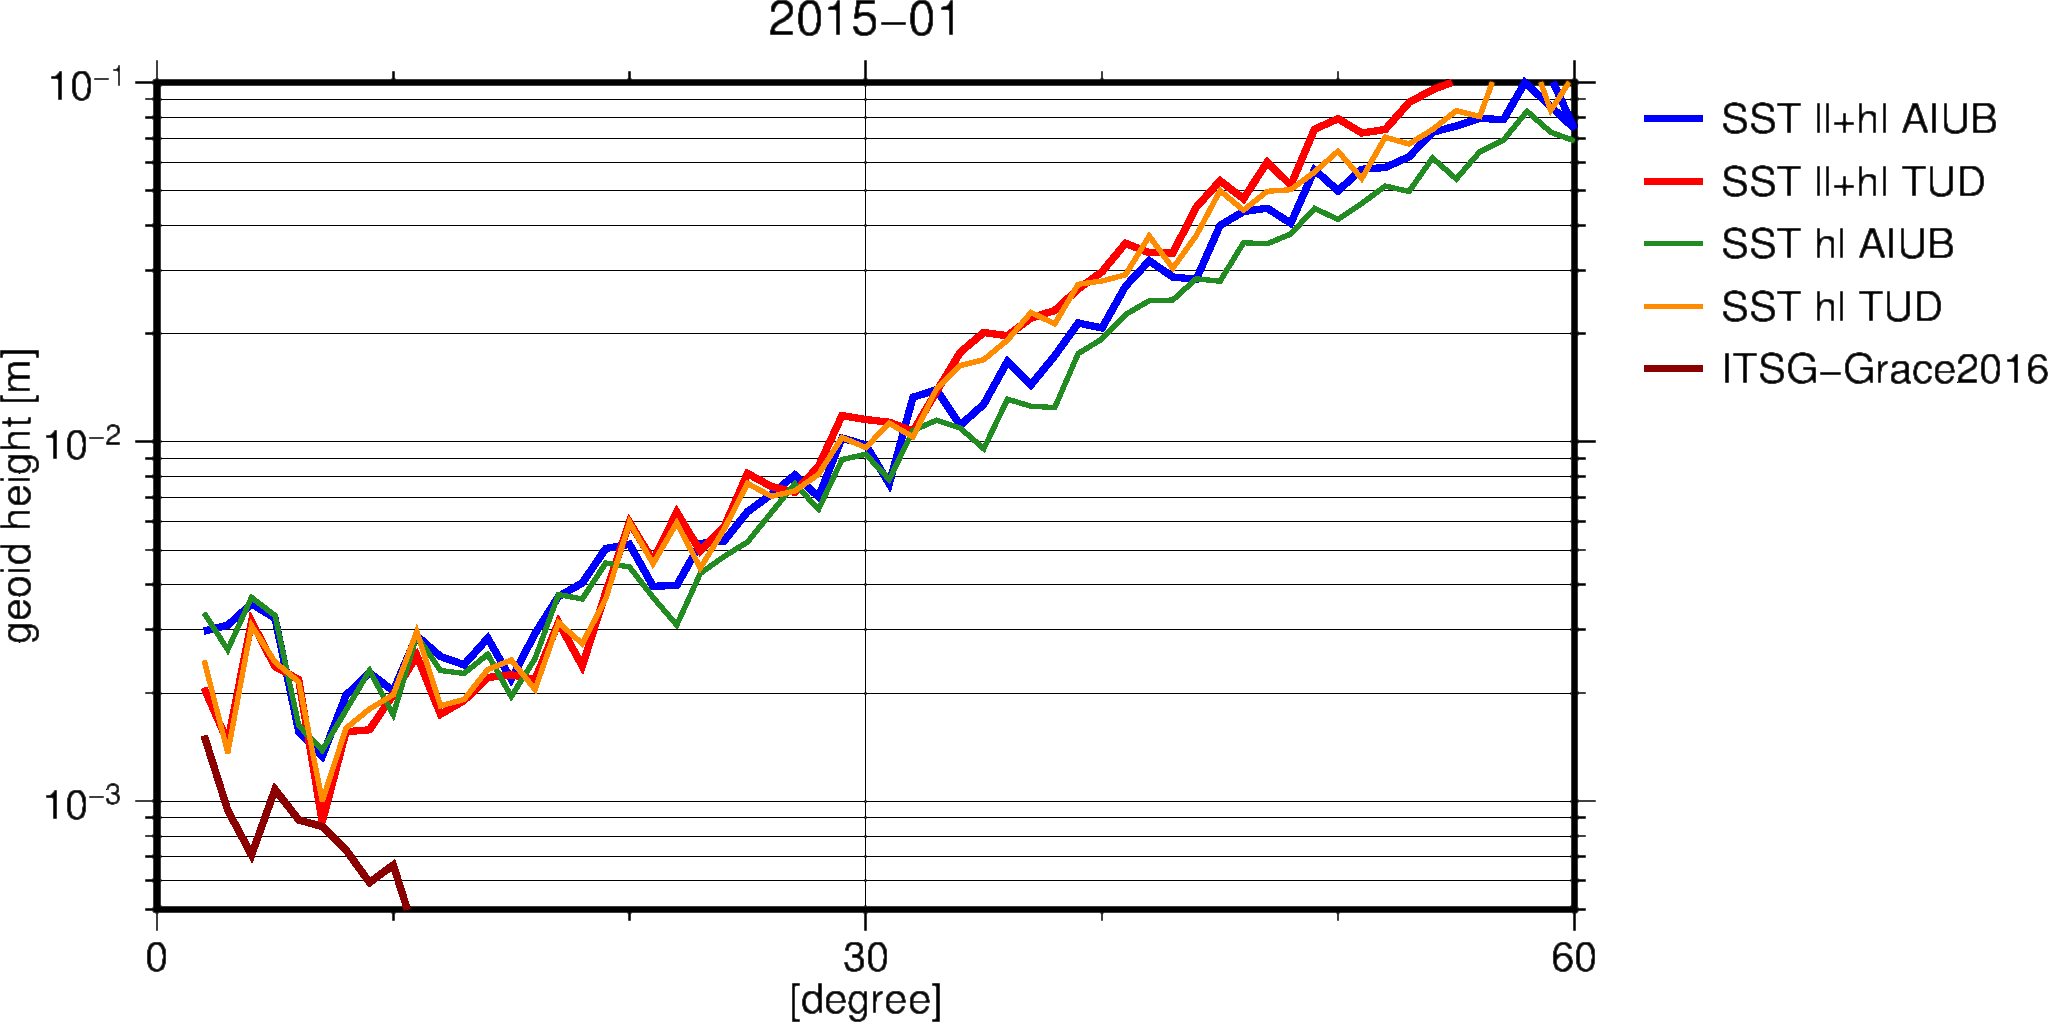 2015−01
10−1
10−2
10−3
geoid height [m]
0
30
60
[degree]
SST ll+hl AIUB
SST ll+hl TUD
SST hl AIUB
SST hl TUD
ITSG−Grace2016